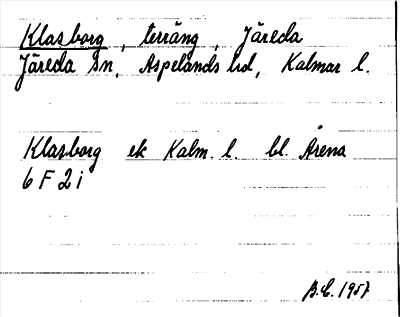 Klasborg, terräng, Järeda
Järeda sn, Aspelands hd, Kalmar l.
Klasborg ek Kalm. l. bl. Årena
6 F 2 i
B.E. 1957